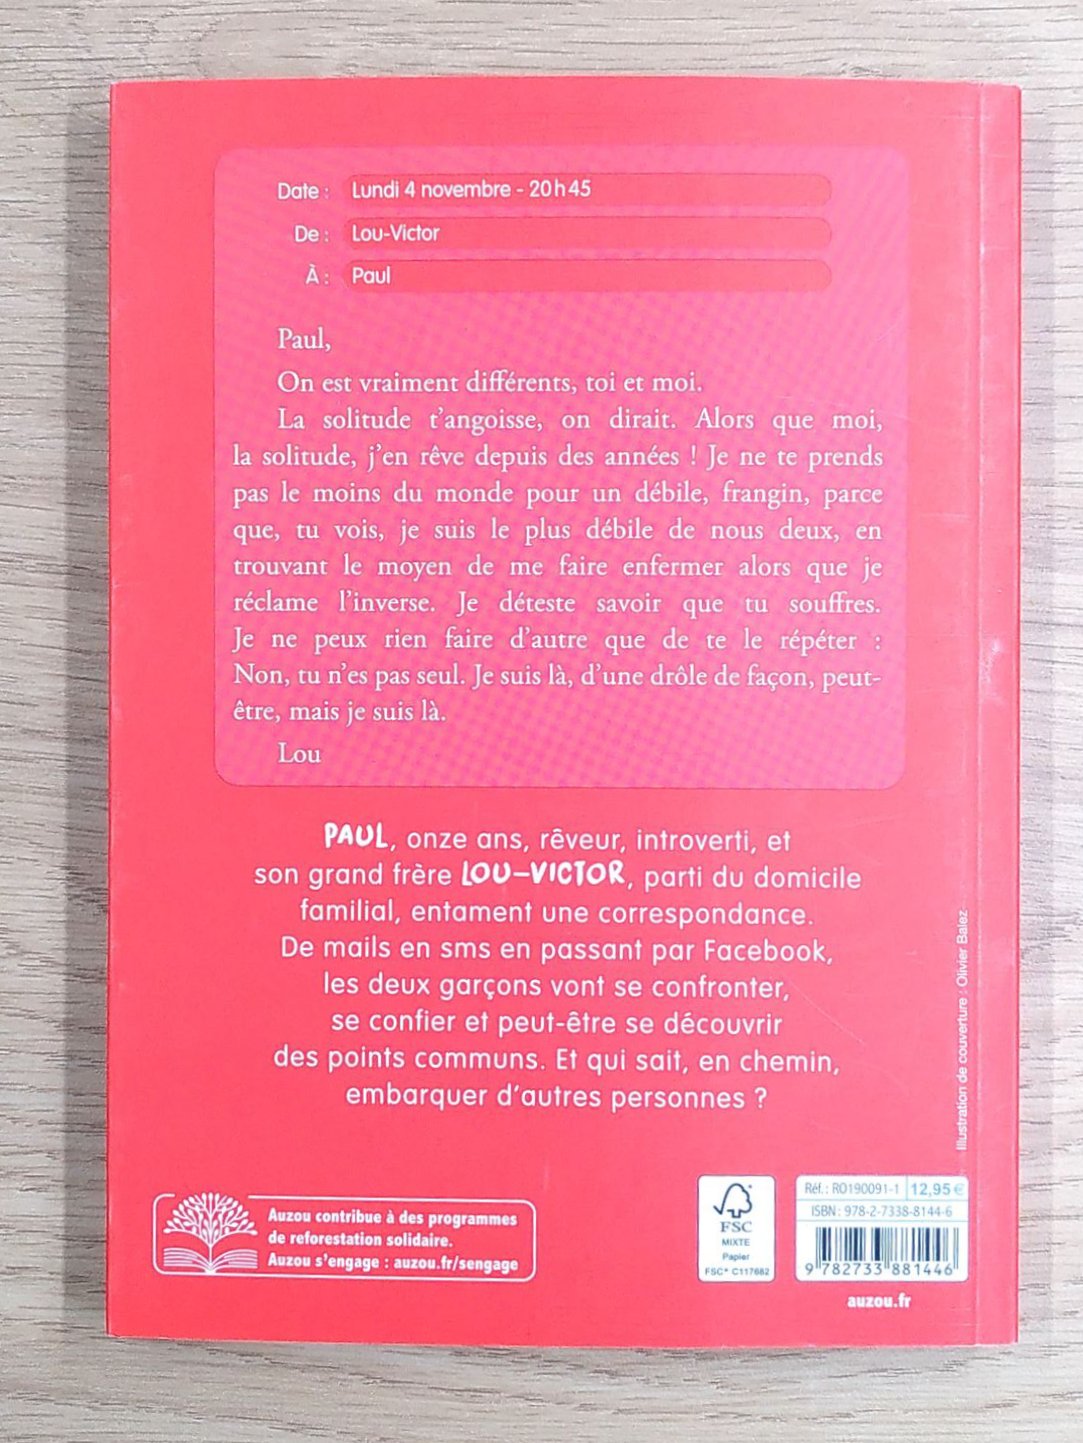 Date : Lundi 4 novembre - 20h45
De : Lou-Victor
À : Paul
Paul,
On est vraiment différents, toi et moi.
La solitude t'angoisse, on dirait. Alors que moi,
la solitude, j'en rêve depuis des années ! Je ne te prends
pas le moins du monde pour un débile, frangin, parce
que, tu vois, je suis le plus débile de nous deux, en
trouvant le moyen de me faire enfermer alors que je
réclame l'inverse. Je déteste savoir que tu souffres.
Je ne peux rien faire d'autre que de te le répéter :
Non, tu n'es pas seul. Je suis là, d'une drôle de façon, peut-
être, mais je suis là.
Lou
PAUL, onze ans, rêveur, introverti, et
son grand frère LOU-VICTOR, parti du domicile
familial, entament une correspondance.
De mails en sms en passant par Facebook,
les deux garçons vont se confronter,
se confier et peut-être se découvrir
des points communs. Et qui sait, en chemin,
embarquer d'autres personnes ?
Illustration de couverture : Olivier Balez
Auzou contribue à des programmes
de reforestation solidaire.
Auzou s'engage : auzou.fr/sengage
FSC
MIXTE
Papier
FSC® C117682
Réf. : RO190091-1 12,95 €
ISBN : 978-2-7338-8144-6
9 782733 881446
auzou.fr